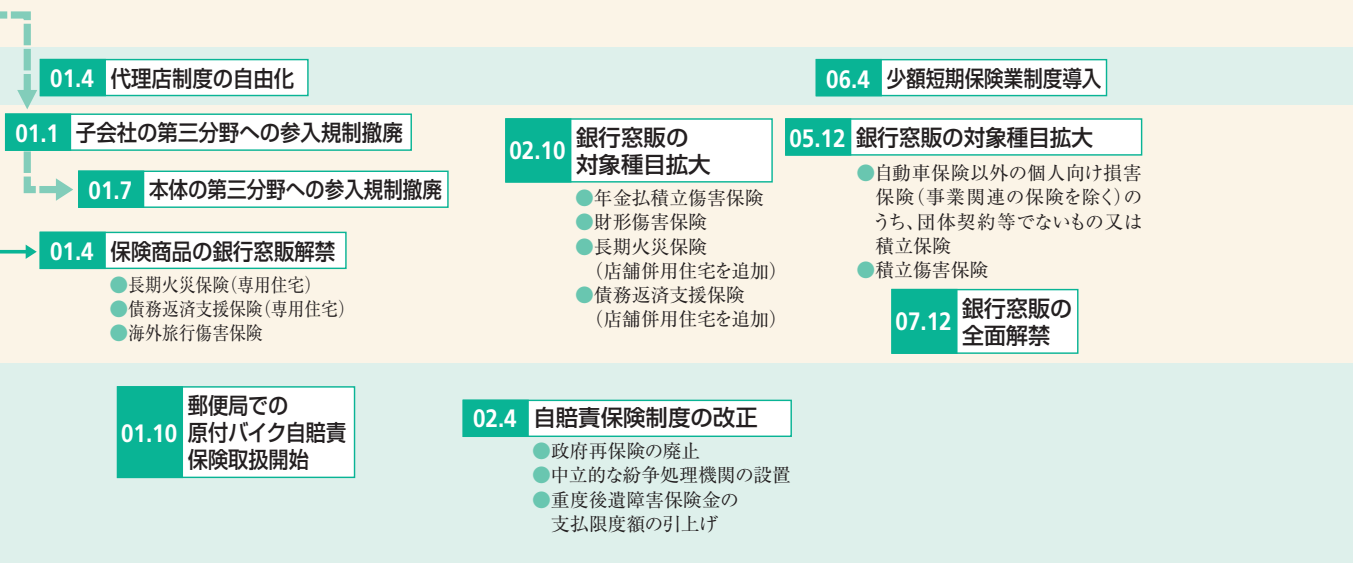 01.4 代理店制度の自由化
06.4 少額短期保険業制度導入
01.1 子会社の第三分野への参入規制撤廃
01.7 本体の第三分野への参入規制撤廃
01.4 保険商品の銀行窓販解禁
●長期火災保険(専用住宅)
●債務返済支援保険(専用住宅)
●海外旅行傷害保険
02.10 銀行窓販の
対象種目拡大
●年金払積立傷害保険
●財形傷害保険
●長期火災保険
(店舗併用住宅を追加)
●債務返済支援保険
(店舗併用住宅を追加)
05.12 銀行窓販の対象種目拡大
●自動車保険以外の個人向け損害
保険(事業関連の保険を除く)の
うち、団体契約等でないもの又は
積立保険
●積立傷害保険
07.12 銀行窓販の
全面解禁
01.10 郵便局での
原付バイク自賠責
保険取扱開始
02.4 自賠責保険制度の改正
●政府再保険の廃止
●中立的な紛争処理機関の設置
●重度後遺障害保険金の
支払限度額の引上げ